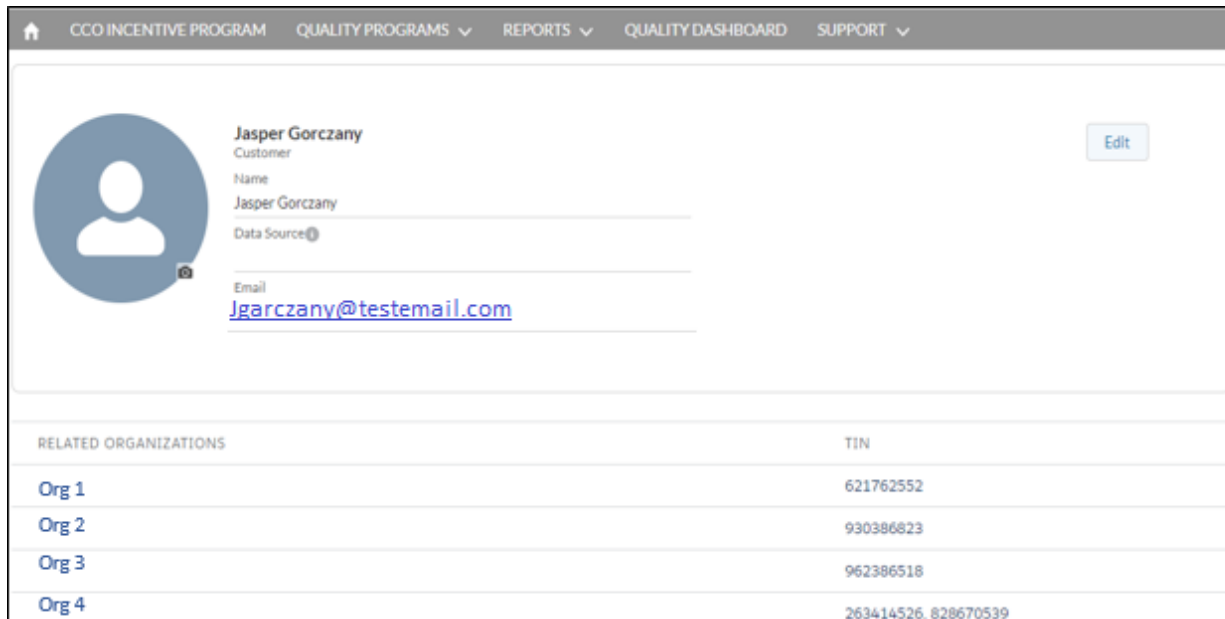 CCO INCENTIVE PROGRAM QUALITY PROGRAMS REPORTS QUALITY DASHBOARD SUPPORT
Jasper Gorczany
Customer
Edit
Name
Jasper Gorczany
Data Source
Email
Jgarczany@testemail.com
RELATED ORGANIZATIONS TIN
Org 1 621762552
Org 2 930386823
Org 3 962386518
Org 4 263414526, 828670539